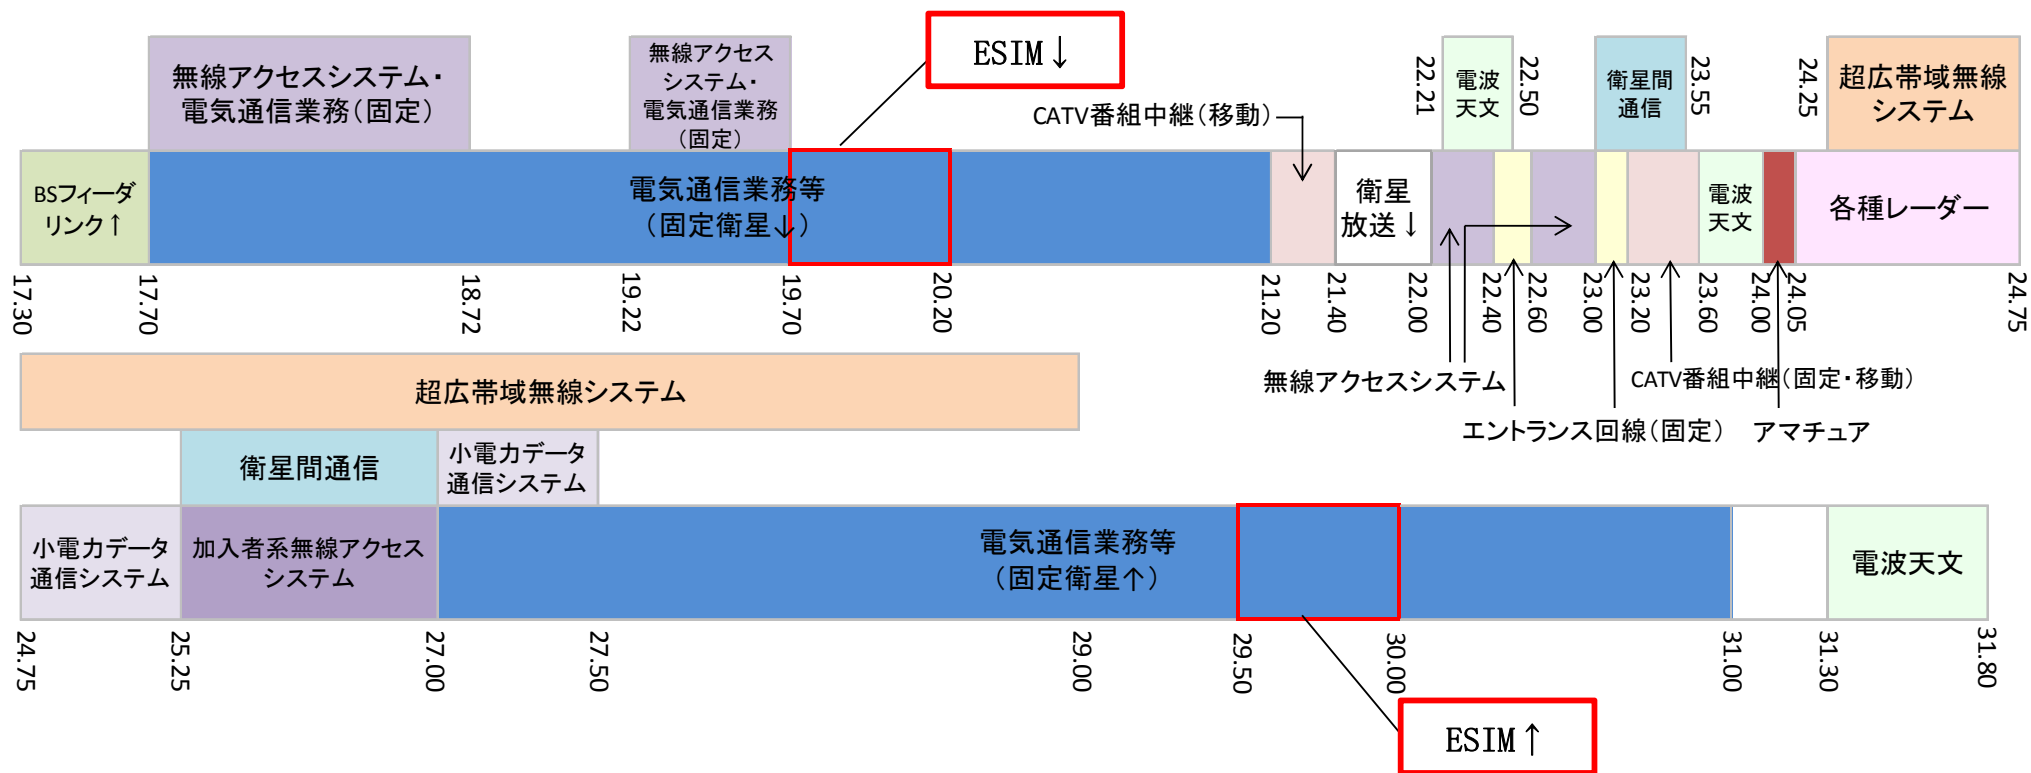 ESIM↓
無線アクセスシステム・
電気通信業務(固定)
無線アクセス
システム・
電気通信業務
(固定)
CATV番組中継(移動)
22.21
電波
天文
22.50
衛星間
通信
23.55
24.25
超広帯域無線
システム
BSフィーダ
リンク↑
電気通信業務等
(固定衛星↓)
衛星
放送↓
電波
天文
各種レーダー
17.30
17.70
18.72
19.22
19.70
20.20
21.20
21.40
22.00
22.40
22.60
23.00
23.20
23.60
24.00
24.05
24.75
無線アクセスシステム
CATV番組中継(固定・移動)
エントランス回線(固定)
アマチュア
超広帯域無線システム
衛星間通信
小電力データ
通信システム
小電力データ
通信システム
加入者系無線アクセス
システム
電気通信業務等
(固定衛星↑)
電波天文
24.75
25.25
27.00
27.50
29.00
29.50
30.00
31.00
31.30
31.80
ESIM↑